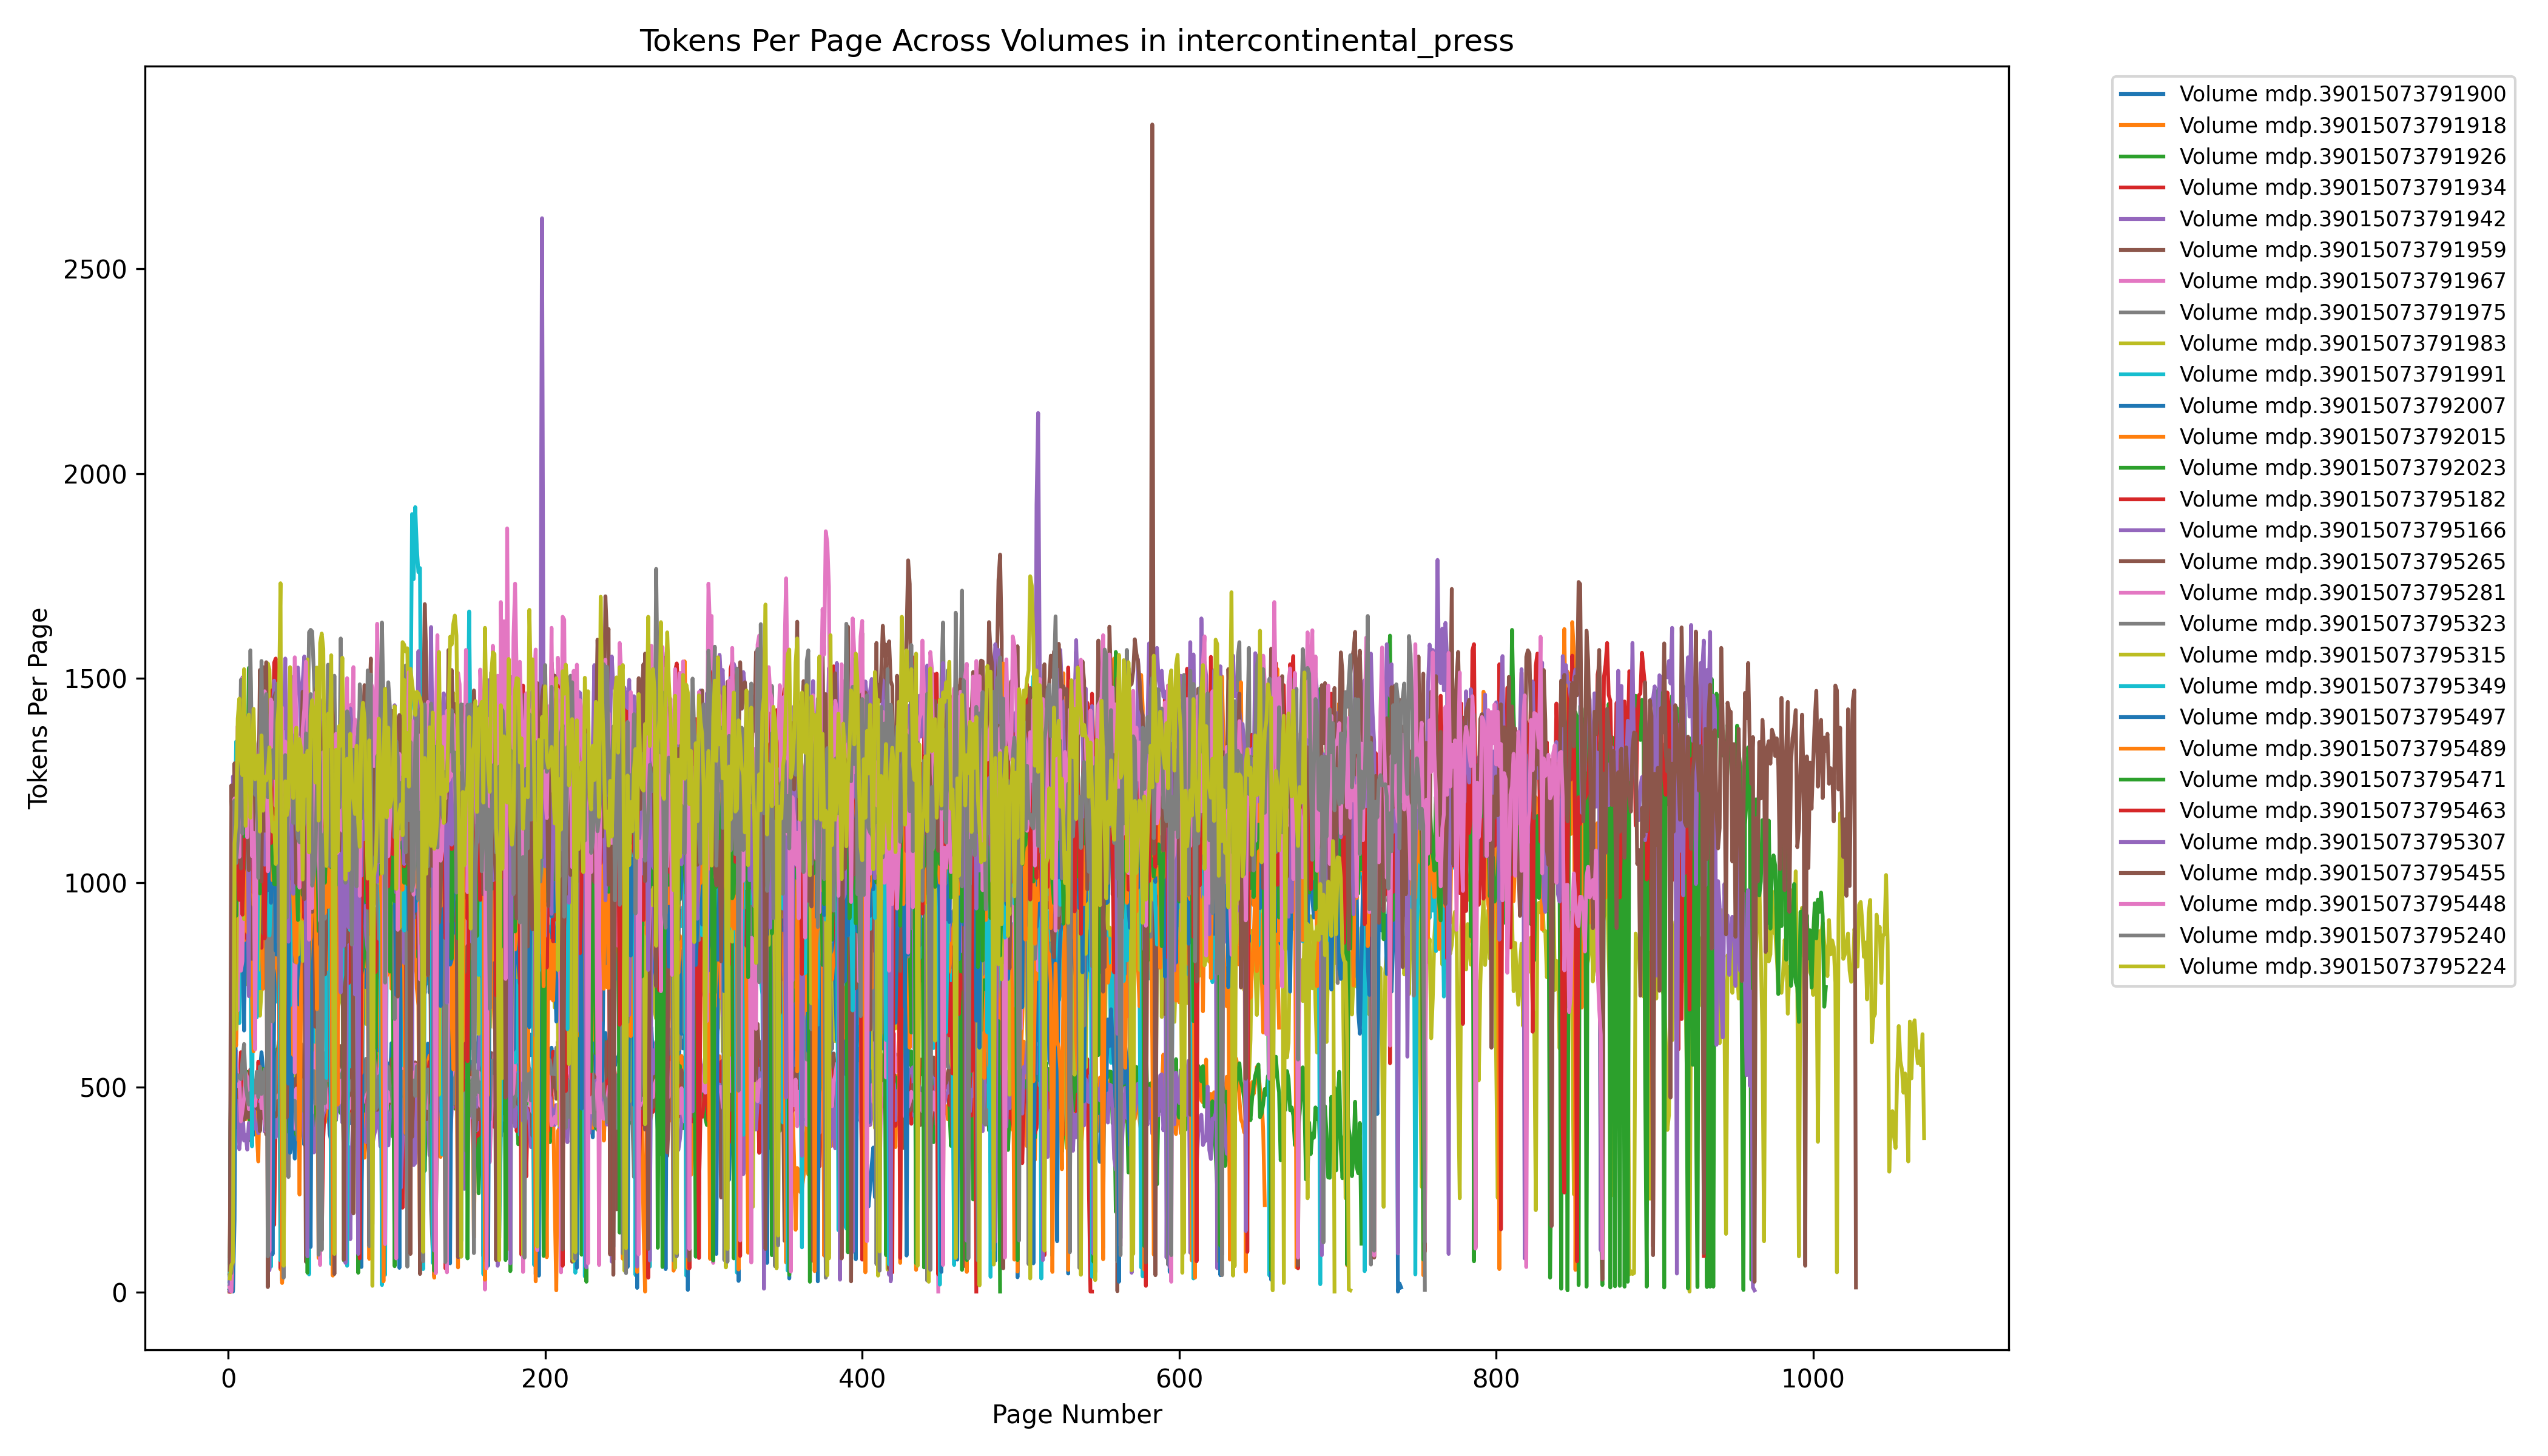 Tokens Per Page Across Volumes in intercontinental_press
Tokens Per Page
2500
2000
1500
1000
500
0
0 200 400 600 800 1000
Page Number
Volume mdp.39015073791900
Volume mdp.39015073791918
Volume mdp.39015073791926
Volume mdp.39015073791934
Volume mdp.39015073791942
Volume mdp.39015073791959
Volume mdp.39015073791967
Volume mdp.39015073791975
Volume mdp.39015073791983
Volume mdp.39015073791991
Volume mdp.39015073792007
Volume mdp.39015073792015
Volume mdp.39015073792023
Volume mdp.39015073795182
Volume mdp.39015073795166
Volume mdp.39015073795265
Volume mdp.39015073795281
Volume mdp.39015073795323
Volume mdp.39015073795315
Volume mdp.39015073795349
Volume mdp.39015073795497
Volume mdp.39015073795489
Volume mdp.39015073795471
Volume mdp.39015073795463
Volume mdp.39015073795307
Volume mdp.39015073795455
Volume mdp.39015073795448
Volume mdp.39015073795240
Volume mdp.39015073795224